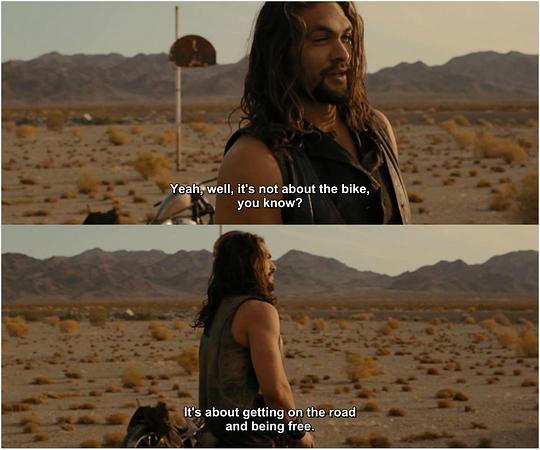 Yeah, well, it's not about the bike,
you know?
It's about getting on the road
and being free.